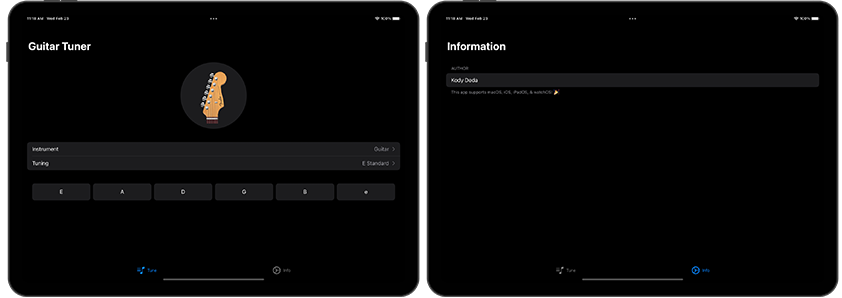 11:18 AM Wed Feb 23
100%
Guitar Tuner
Instrument
Guitar
Tuning
E Standard
E
A
D
G
B
e
Tune
Info
11:18 AM Wed Feb 23
100%
Information
AUTHOR
Kody Deda
This app supports macOS, iOS, iPadOS, & watchOS. 🎉
Tune
Info